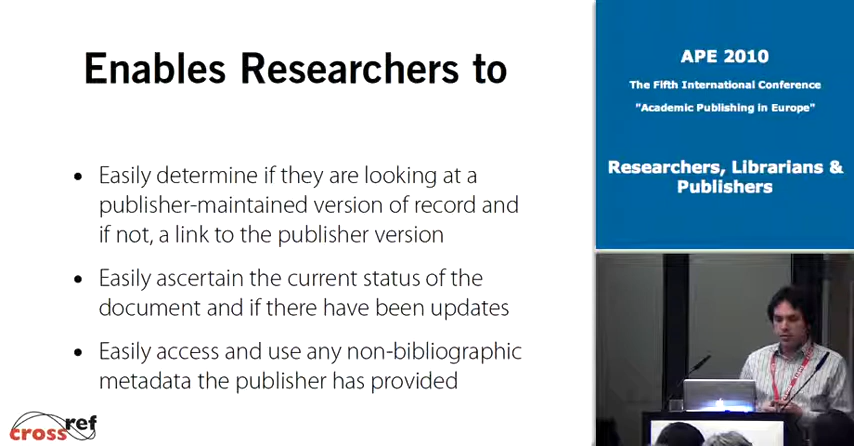 Enables Researchers to
• Easily determine if they are looking at a
publisher-maintained version of record and
if not, a link to the publisher version
• Easily ascertain the current status of the
document and if there have been updates
• Easily access and use any non-bibliographic
metadata the publisher has provided
crossref
APE 2010
The Fifth International Conference
"Academic Publishing in Europe"
Researchers, Librarians &
Publishers